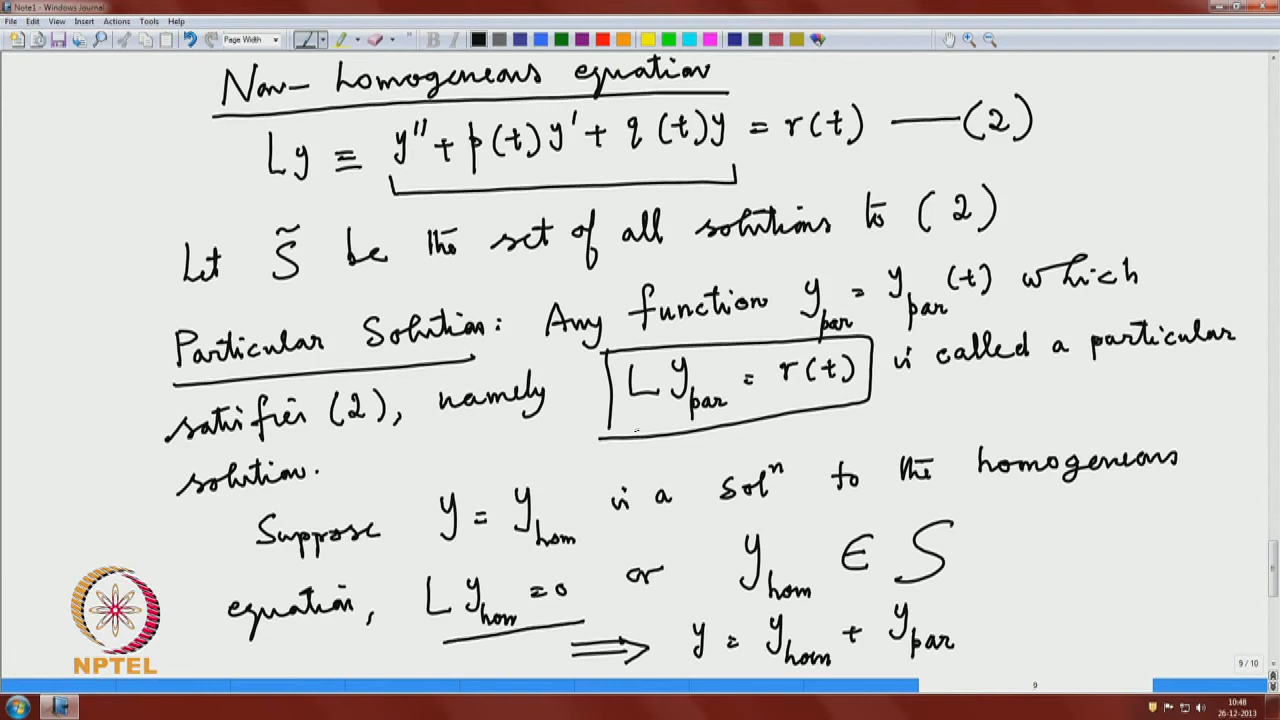 Note1 - Windows Journal
File Edit View Insert Actions Tools Help
Page Width
Non-homogeneous equation
Ly ≡ y'' + p(t)y' + q(t)y = r(t) —(2)
Let S̃ be the set of all solutions to (2)
Particular Solution: Any function y_par = y_par(t) which
satisfies (2), namely L y_par = r(t) is called a particular
solution.
Suppose y = y_hom is a solⁿ to the homogeneous
equation, L y_hom = 0 or y_hom ∈ S
⟹ y = y_hom + y_par
NPTEL
9 / 10
9
10:48
26-12-2013